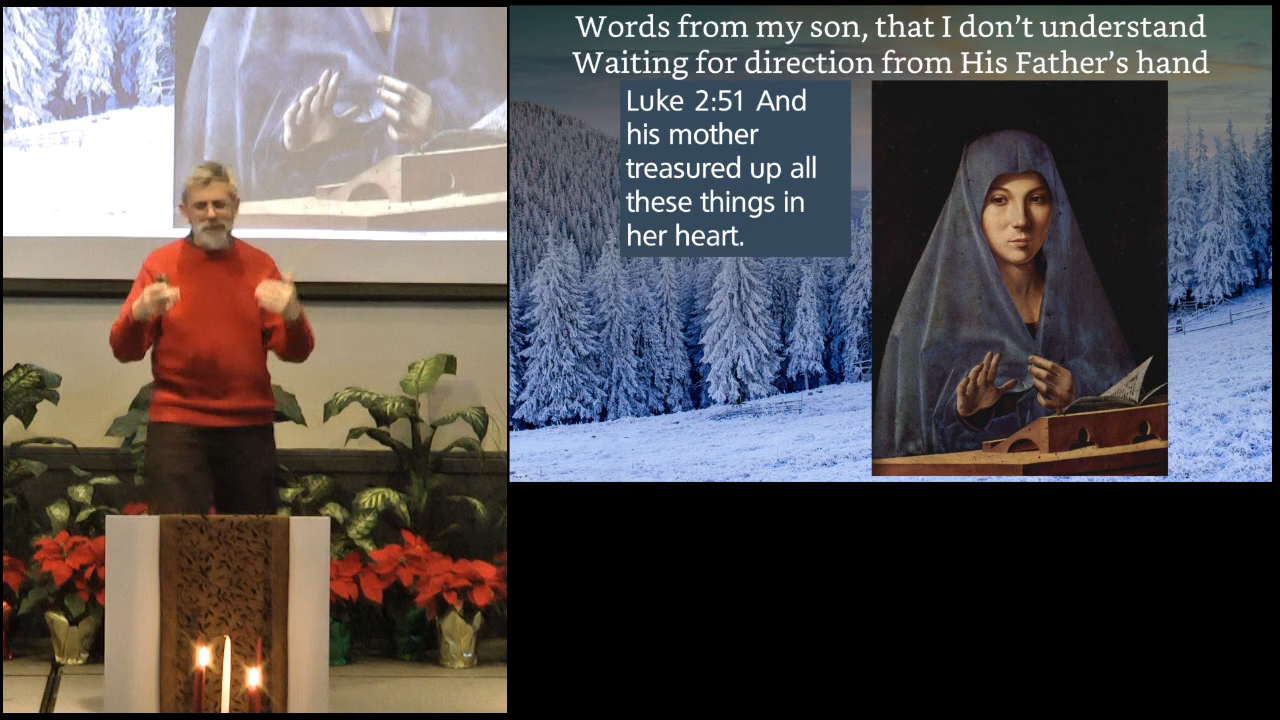 Words from my son, that I don't understand
Waiting for direction from His Father's hand
Luke 2:51 And
his mother
treasured up all
these things in
her heart.